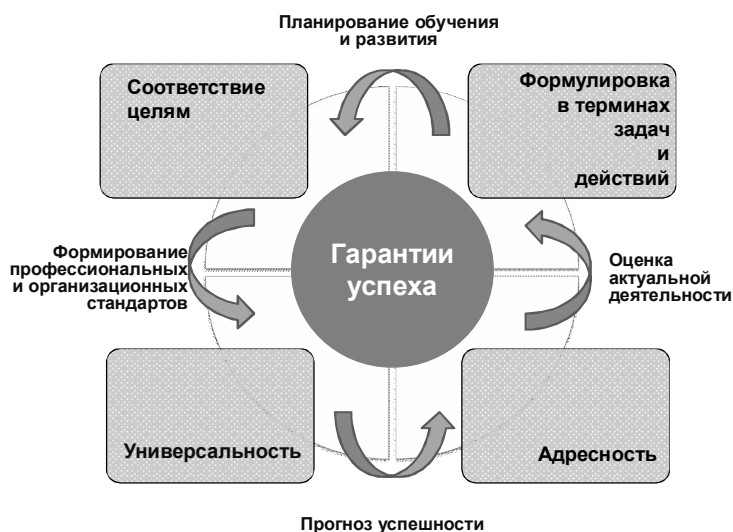 Планирование обучения
и развития
Соответствие
целям
Формулировка
в терминах
задач
и
действий
Гарантии
успеха
Формирование
профессиональных
и организационных
стандартов
Оценка
актуальной
деятельности
Универсальность
Адресность
Прогноз успешности